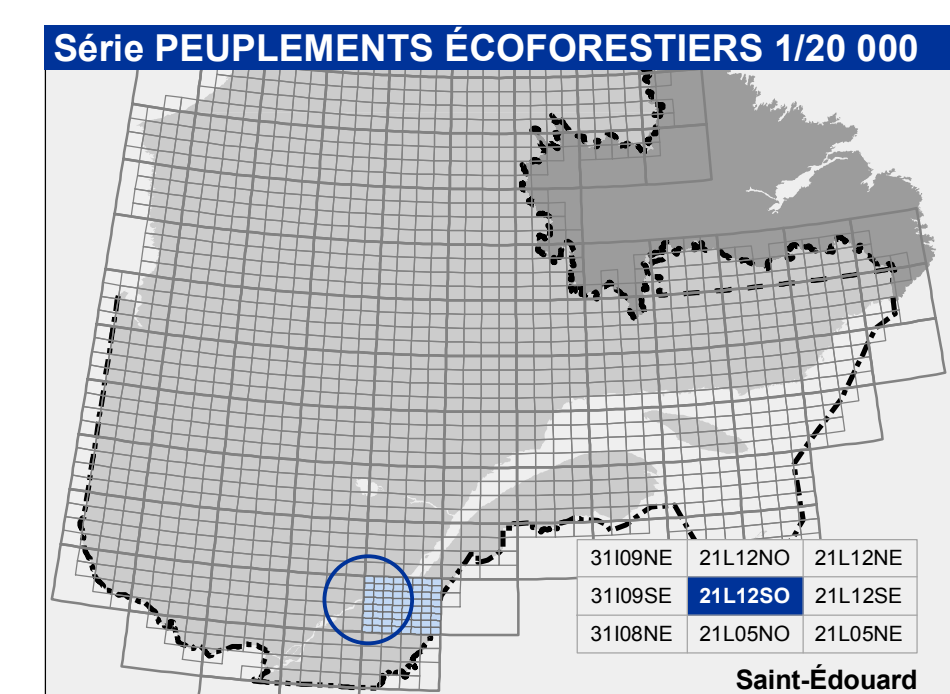 Série PEUPLEMENTS ÉCOFORESTIERS 1/20 000
31I09NE 21L12NO 21L12NE
31I09SE 21L12SO 21L12SE
31I08NE 21L05NO 21L05NE
Saint-Édouard